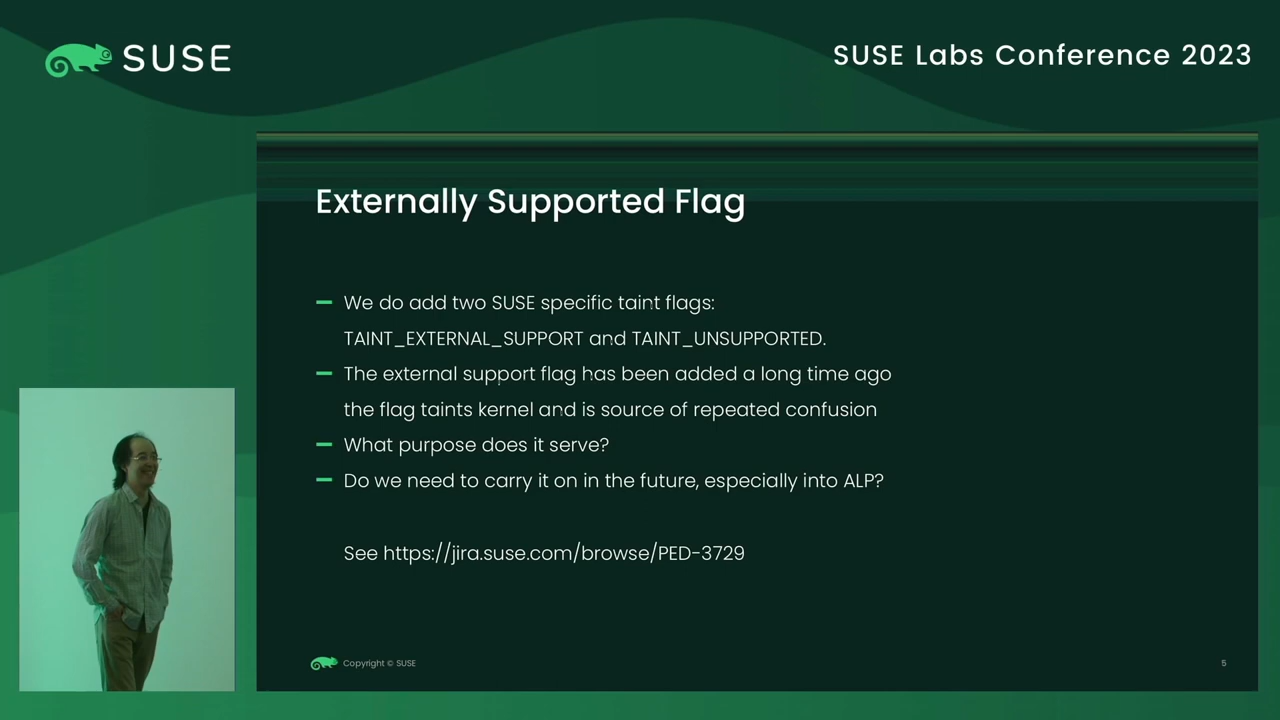 SUSE
SUSE Labs Conference 2023
Externally Supported Flag
We do add two SUSE specific taint flags:
TAINT_EXTERNAL_SUPPORT and TAINT_UNSUPPORTED.
The external support flag has been added a long time ago
the flag taints kernel and is source of repeated confusion
What purpose does it serve?
Do we need to carry it on in the future, especially into ALP?
See https://jira.suse.com/browse/PED-3729
Copyright © SUSE
5